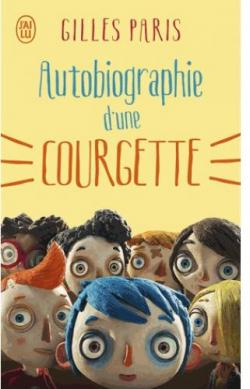 J'AI
LU
GILLES PARIS
Autobiographie
d'une
COURGETTE